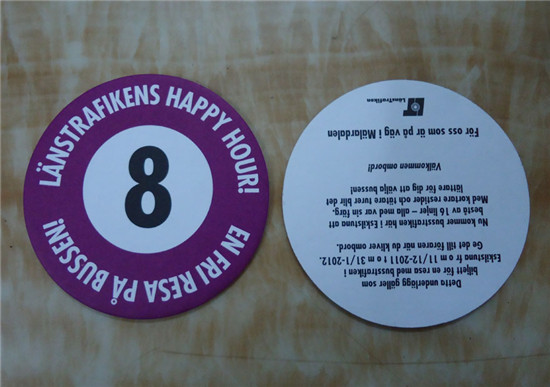 LÄNSTRAFIKENS HAPPY HOUR!
8
EN FRI RESA PÅ BUSSEN!
Detta underlägg gäller som
biljett för en resa med busstrafiken i
Eskilstuna fr o m 11/12-2011 t o m 31/1-2012.
Ge det till föraren när du kliver ombord.
Nu kommer busstrafiken här i Eskilstuna att
bestå av 16 linjer – alla med var sin färg.
Med kortare restider och tätare turer blir det
lättare för dig att välja bussen!
Välkommen ombord!
För oss som är på väg i Mälardalen
Länstrafiken